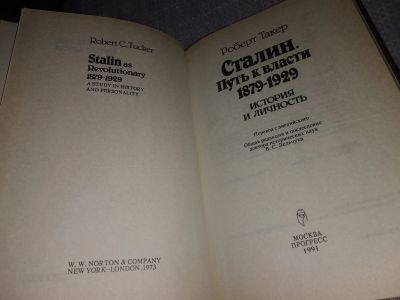 Robert C. Tucker
Stalin as
Revolutionary
1879-1929
A STUDY IN HISTORY
AND PERSONALITY
W. W. NORTON & COMPANY
NEW YORK—LONDON, 1973
Роберт Такер
Сталин.
Путь к власти
1879-1929
ИСТОРИЯ
И ЛИЧНОСТЬ
Перевод с английского
Общая редакция и послесловие
доктора исторических наук
В. С. Лельчука
МОСКВА
ПРОГРЕСС
1991